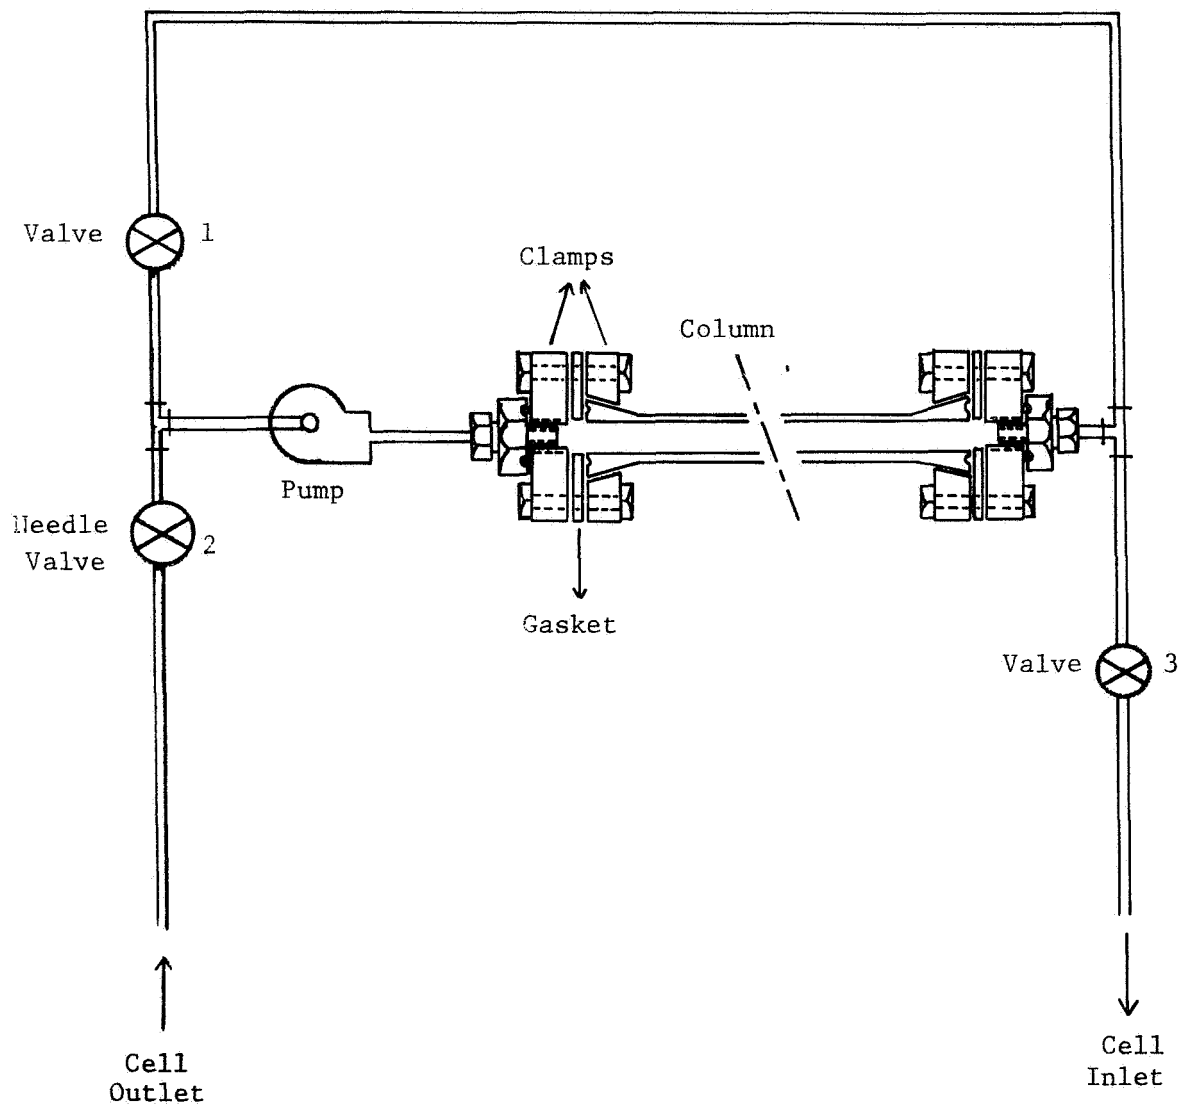 Valve 1
Clamps
Column
Pump
Needle
Valve 2
Gasket
Valve 3
Cell
Outlet
Cell
Inlet